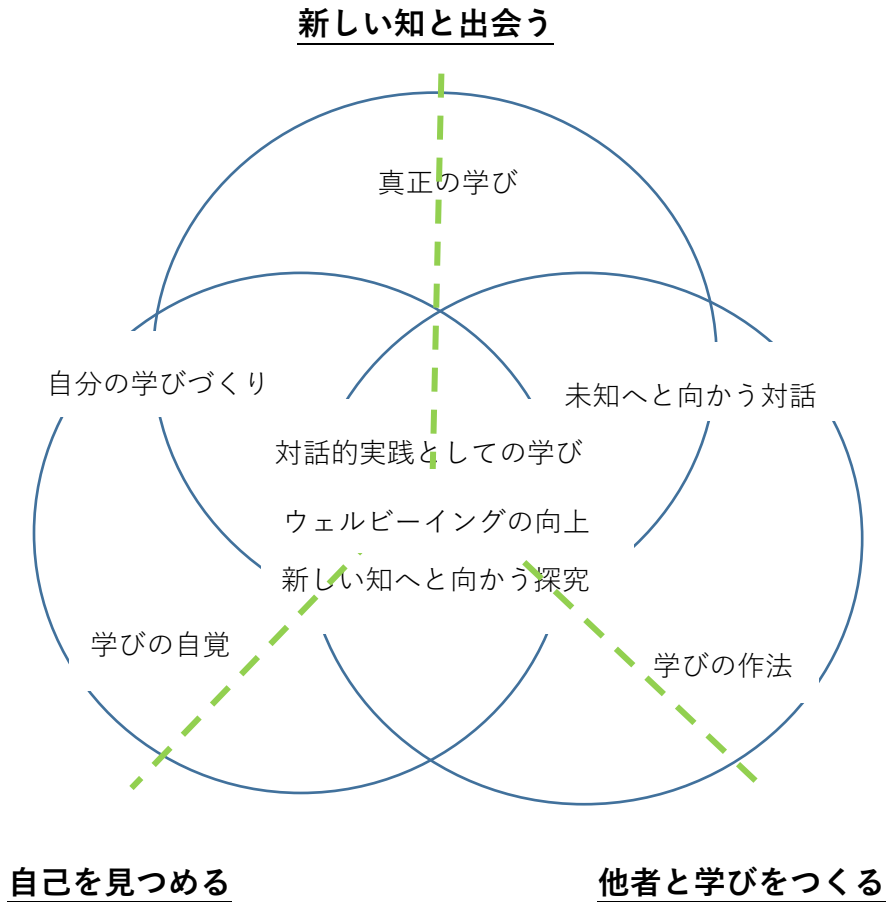 新しい知と出会う
真正の学び
自分の学びづくり
未知へと向かう対話
対話的実践としての学び
ウェルビーイングの向上
新しい知へと向かう探究
学びの自覚
学びの作法
自己を見つめる
他者と学びをつくる